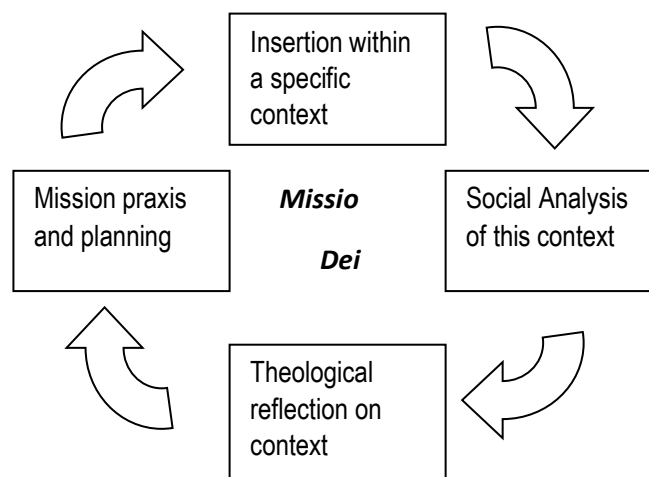 Insertion within
a specific
context
Mission praxis
and planning
Missio
Dei
Social Analysis
of this context
Theological
reflection on
context